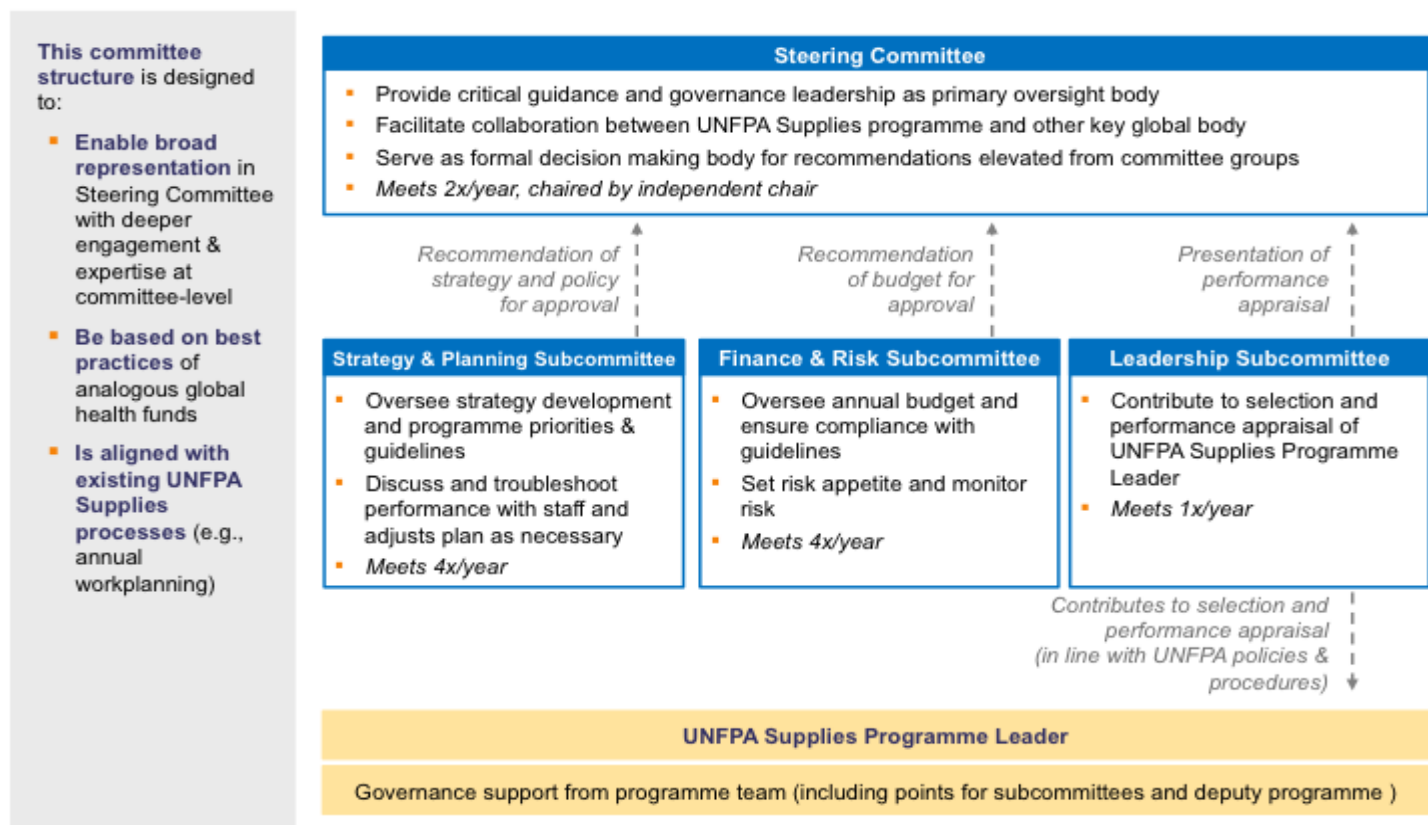 This committee
structure is designed
to:
▪ Enable broad
representation in
Steering Committee
with deeper
engagement &
expertise at
committee-level
▪ Be based on best
practices of
analogous global
health funds
▪ Is aligned with
existing UNFPA
Supplies
processes (e.g.,
annual
workplanning)
Steering Committee
▪ Provide critical guidance and governance leadership as primary oversight body
▪ Facilitate collaboration between UNFPA Supplies programme and other key global body
▪ Serve as formal decision making body for recommendations elevated from committee groups
▪ Meets 2x/year, chaired by independent chair
Recommendation of
strategy and policy
for approval
Recommendation
of budget for
approval
Presentation of
performance
appraisal
Strategy & Planning Subcommittee
▪ Oversee strategy development
and programme priorities &
guidelines
▪ Discuss and troubleshoot
performance with staff and
adjusts plan as necessary
▪ Meets 4x/year
Finance & Risk Subcommittee
▪ Oversee annual budget and
ensure compliance with
guidelines
▪ Set risk appetite and monitor
risk
▪ Meets 4x/year
Leadership Subcommittee
▪ Contribute to selection and
performance appraisal of
UNFPA Supplies Programme
Leader
▪ Meets 1x/year
Contributes to selection and
performance appraisal
(in line with UNFPA policies &
procedures)
UNFPA Supplies Programme Leader
Governance support from programme team (including points for subcommittees and deputy programme )